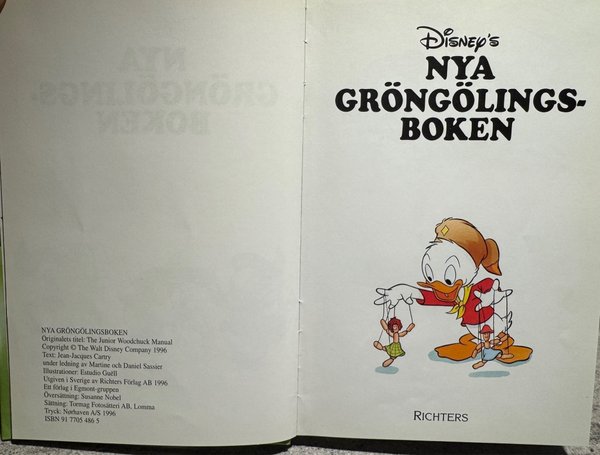 NYA GRÖNGÖLINGSBOKEN
Originalets titel: The Junior Woodchuck Manual
Copyright © The Walt Disney Company 1996
Text: Jean-Jacques Cartry
under ledning av Martine och Daniel Sassier
Illustrationer: Estudio Guëll
Utgiven i Sverige av Richters Förlag AB 1996
Ett förlag i Egmont-gruppen
Översättning: Susanne Nobel
Sättning: Tormag Fotosätteri AB, Lomma
Tryck: Nørhaven A/S 1996
ISBN 91 7705 486 5
Disney's
NYA
GRÖNGÖLINGS-
BOKEN
RICHTERS